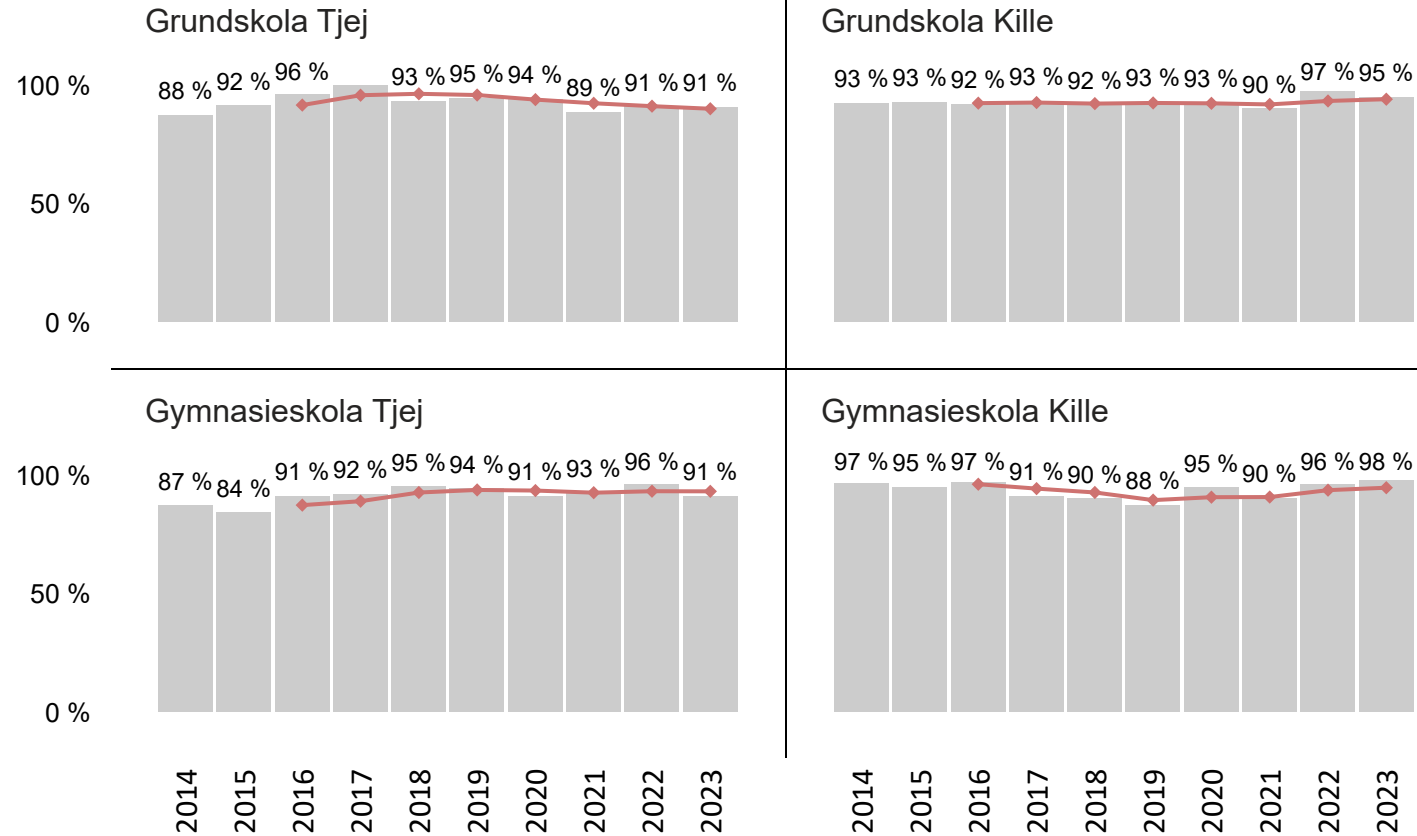 Grundskola Tjej
100 %
50 %
0 %
88 % 92 % 96 % 93 % 95 % 94 % 89 % 91 % 91 %
Grundskola Kille
93 % 93 % 92 % 93 % 92 % 93 % 93 % 90 % 97 % 95 %
Gymnasieskola Tjej
100 %
50 %
0 %
87 % 84 % 91 % 92 % 95 % 94 % 91 % 93 % 96 % 91 %
Gymnasieskola Kille
97 % 95 % 97 % 91 % 90 % 88 % 95 % 90 % 96 % 98 %
2014 2015 2016 2017 2018 2019 2020 2021 2022 2023
2014 2015 2016 2017 2018 2019 2020 2021 2022 2023